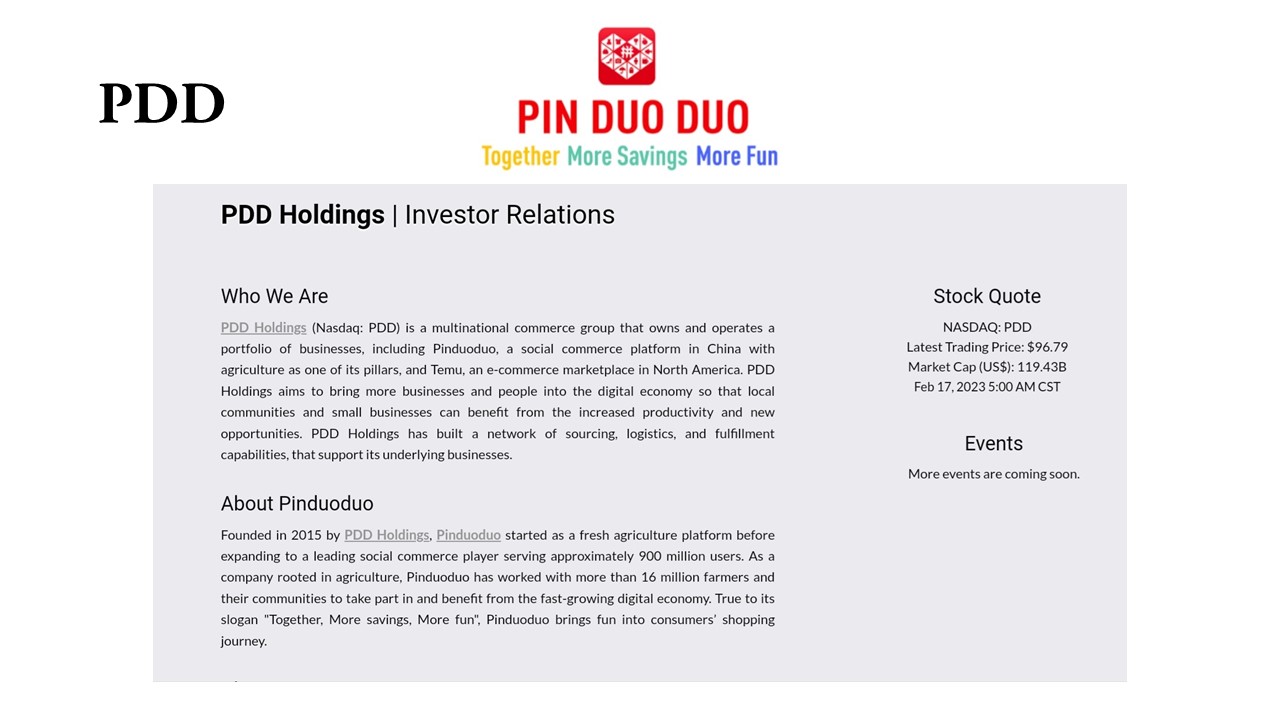 PDD
PIN DUO DUO
Together More Savings More Fun
PDD Holdings | Investor Relations
Who We Are
PDD Holdings (Nasdaq: PDD) is a multinational commerce group that owns and operates a
portfolio of businesses, including Pinduoduo, a social commerce platform in China with
agriculture as one of its pillars, and Temu, an e-commerce marketplace in North America. PDD
Holdings aims to bring more businesses and people into the digital economy so that local
communities and small businesses can benefit from the increased productivity and new
opportunities. PDD Holdings has built a network of sourcing, logistics, and fulfillment
capabilities, that support its underlying businesses.
About Pinduoduo
Founded in 2015 by PDD Holdings, Pinduoduo started as a fresh agriculture platform before
expanding to a leading social commerce player serving approximately 900 million users. As a
company rooted in agriculture, Pinduoduo has worked with more than 16 million farmers and
their communities to take part in and benefit from the fast-growing digital economy. True to its
slogan "Together, More savings, More fun", Pinduoduo brings fun into consumers' shopping
journey.
Stock Quote
NASDAQ: PDD
Latest Trading Price: $96.79
Market Cap (US$): 119.43B
Feb 17, 2023 5:00 AM CST
Events
More events are coming soon.